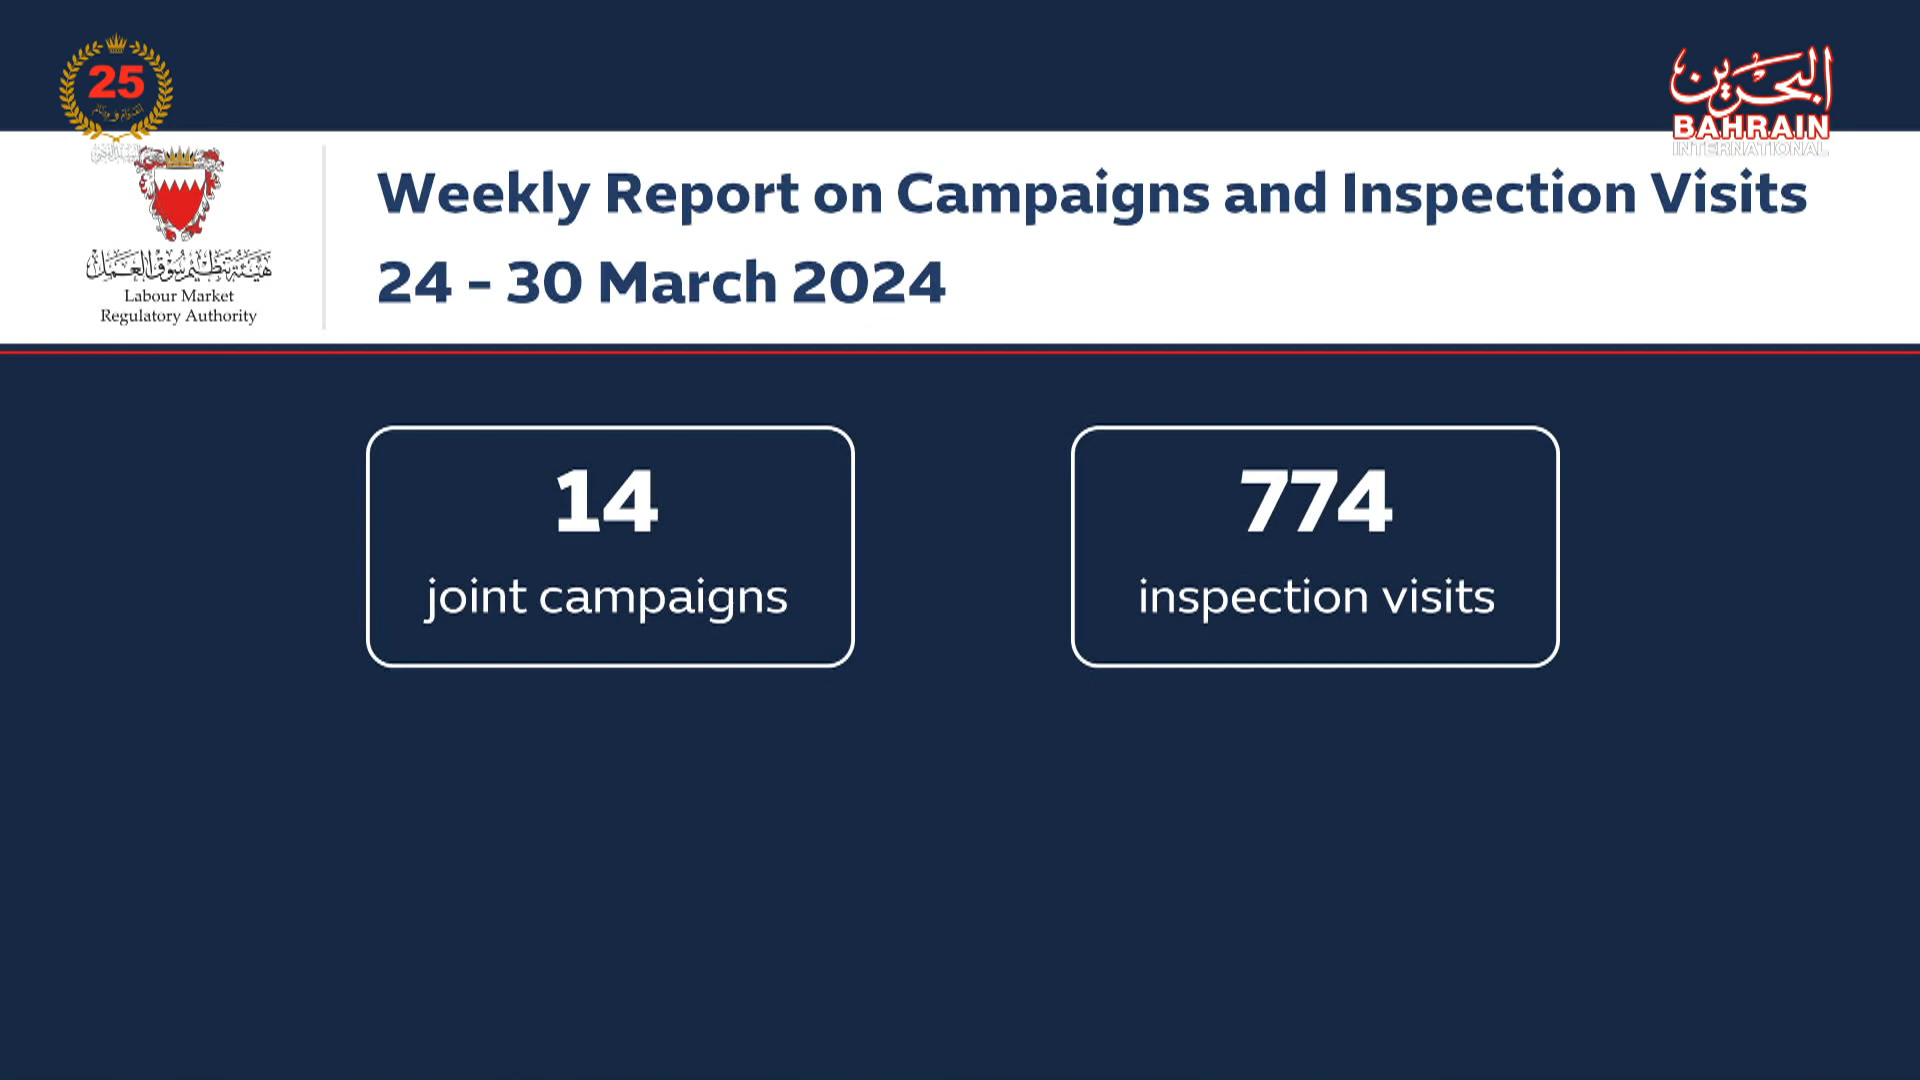 25
البحرين
BAHRAIN
INTERNATIONAL
هيئة تنظيم سوق العمل
Labour Market
Regulatory Authority
Weekly Report on Campaigns and Inspection Visits
24 - 30 March 2024
14
joint campaigns
774
inspection visits